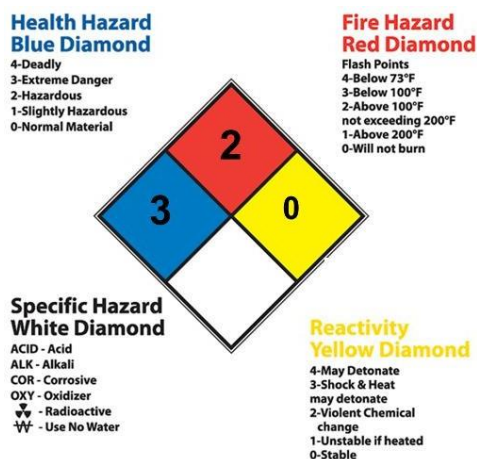 Health Hazard
Blue Diamond
4-Deadly
3-Extreme Danger
2-Hazardous
1-Slightly Hazardous
0-Normal Material
Fire Hazard
Red Diamond
Flash Points
4-Below 73°F
3-Below 100°F
2-Above 100°F
not exceeding 200°F
1-Above 200°F
0-Will not burn
2
3
0
Specific Hazard
White Diamond
ACID - Acid
ALK - Alkali
COR - Corrosive
OXY - Oxidizer
☢ - Radioactive
W - Use No Water
Reactivity
Yellow Diamond
4-May Detonate
3-Shock & Heat
may detonate
2-Violent Chemical
change
1-Unstable if heated
0-Stable